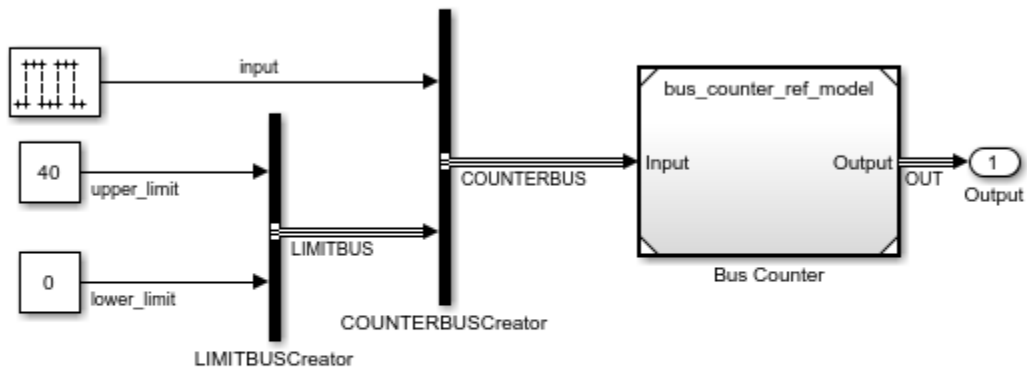 input
40
upper_limit
0
lower_limit
LIMITBUS
LIMITBUSCreator
COUNTERBUS
COUNTERBUSCreator
bus_counter_ref_model
Input
Output
Bus Counter
OUT
1
Output